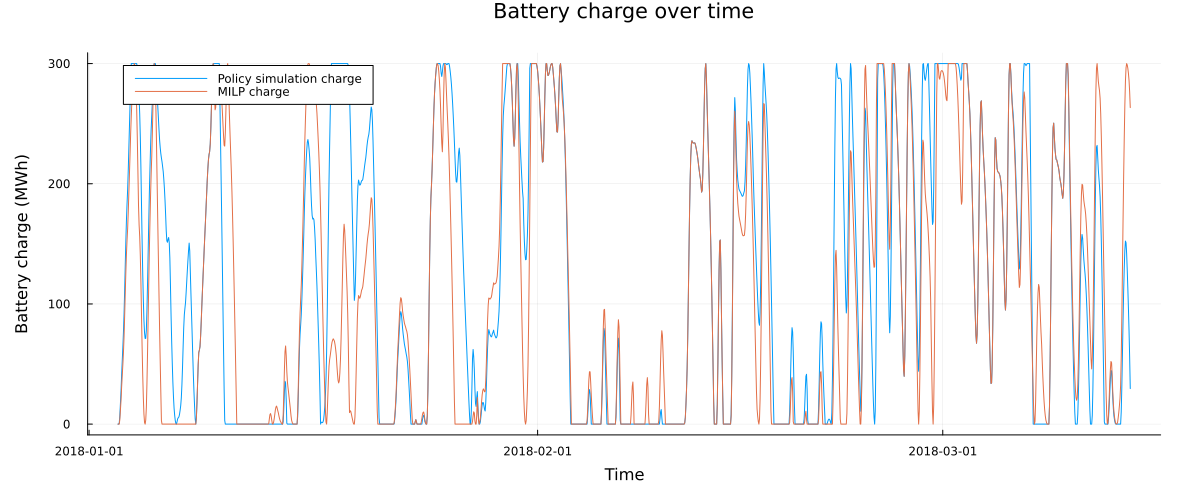 Battery charge over time
Policy simulation charge
MILP charge
300
200
100
0
Battery charge (MWh)
2018-01-01
2018-02-01
2018-03-01
Time